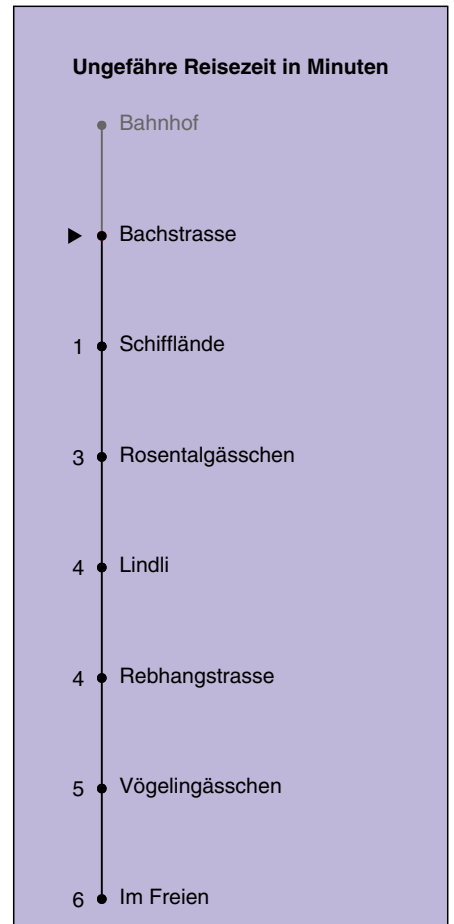 Ungefähre Reisezeit in Minuten
Bahnhof
Bachstrasse
1 Schifflände
3 Rosentalgässchen
4 Lindli
4 Rebhangstrasse
5 Vögelingässchen
6 Im Freien